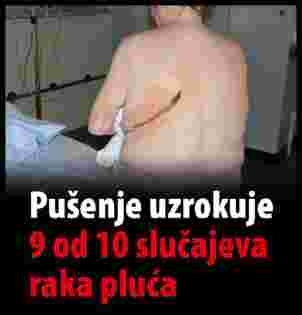 Pušenje uzrokuje
9 od 10 slučajeva
raka pluća